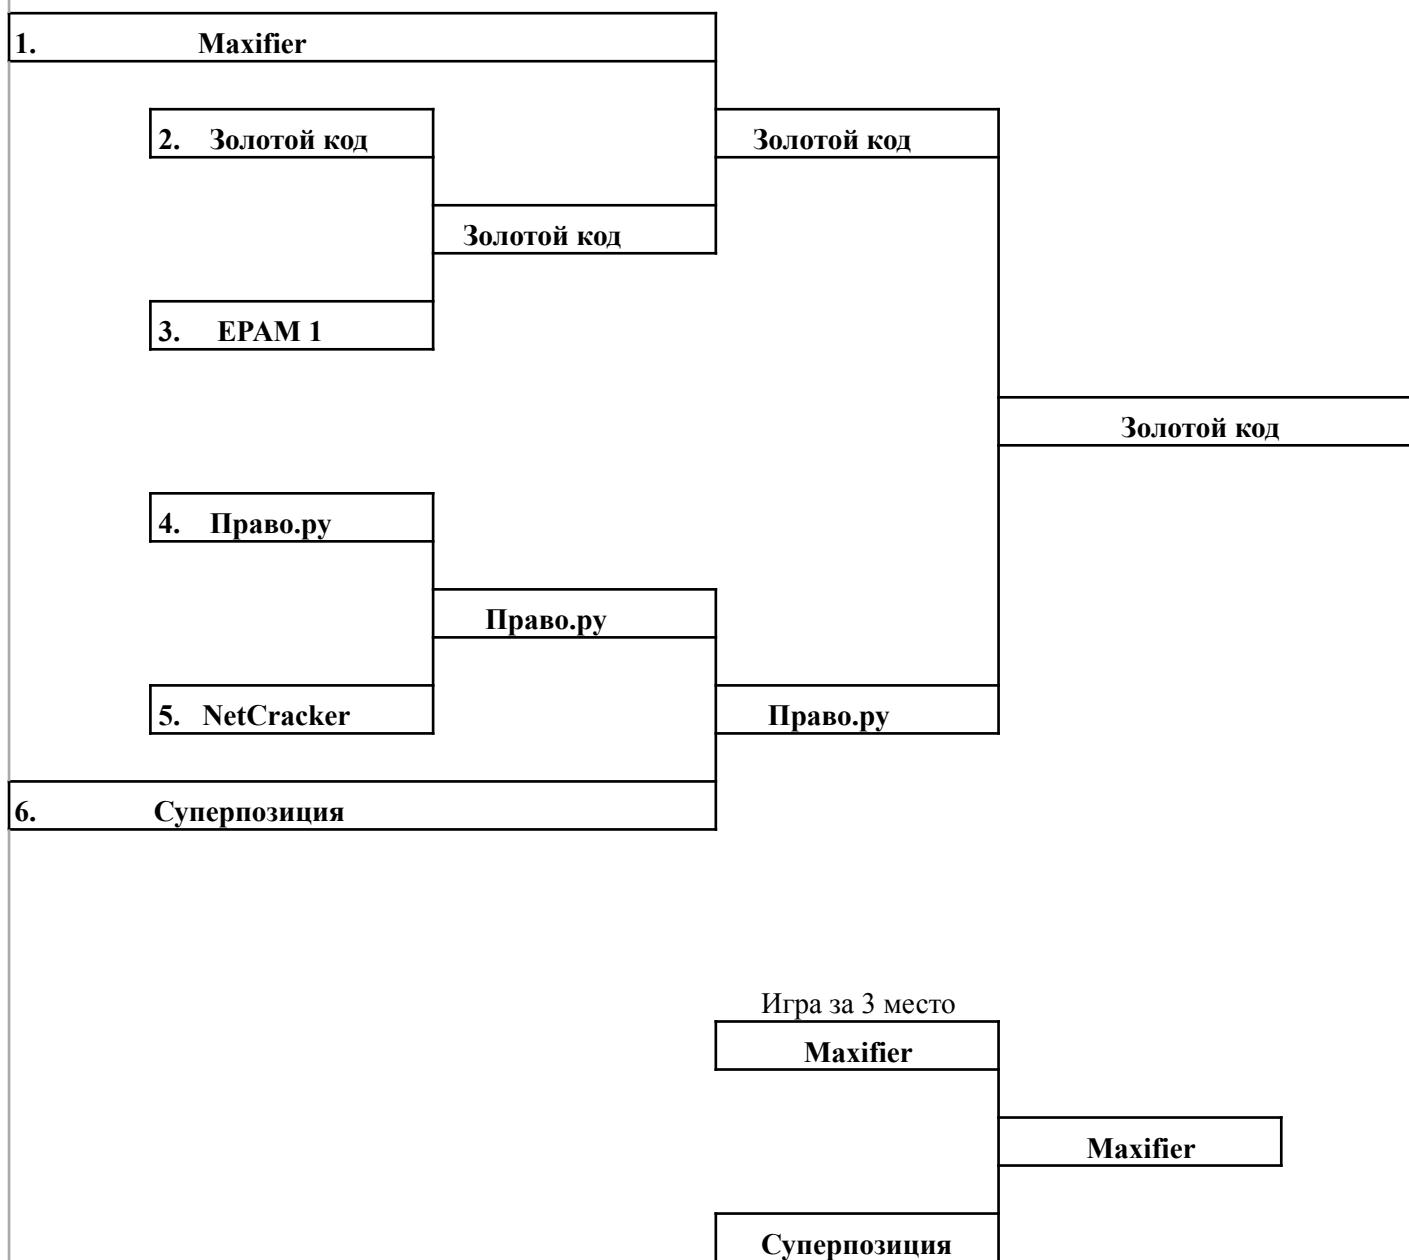 1. Maxifier
2. Золотой код
Золотой код
Золотой код
3. EPAM 1
Золотой код
4. Право.ру
Право.ру
5. NetCracker
Право.ру
6. Суперпозиция
Игра за 3 место
Maxifier
Maxifier
Суперпозиция